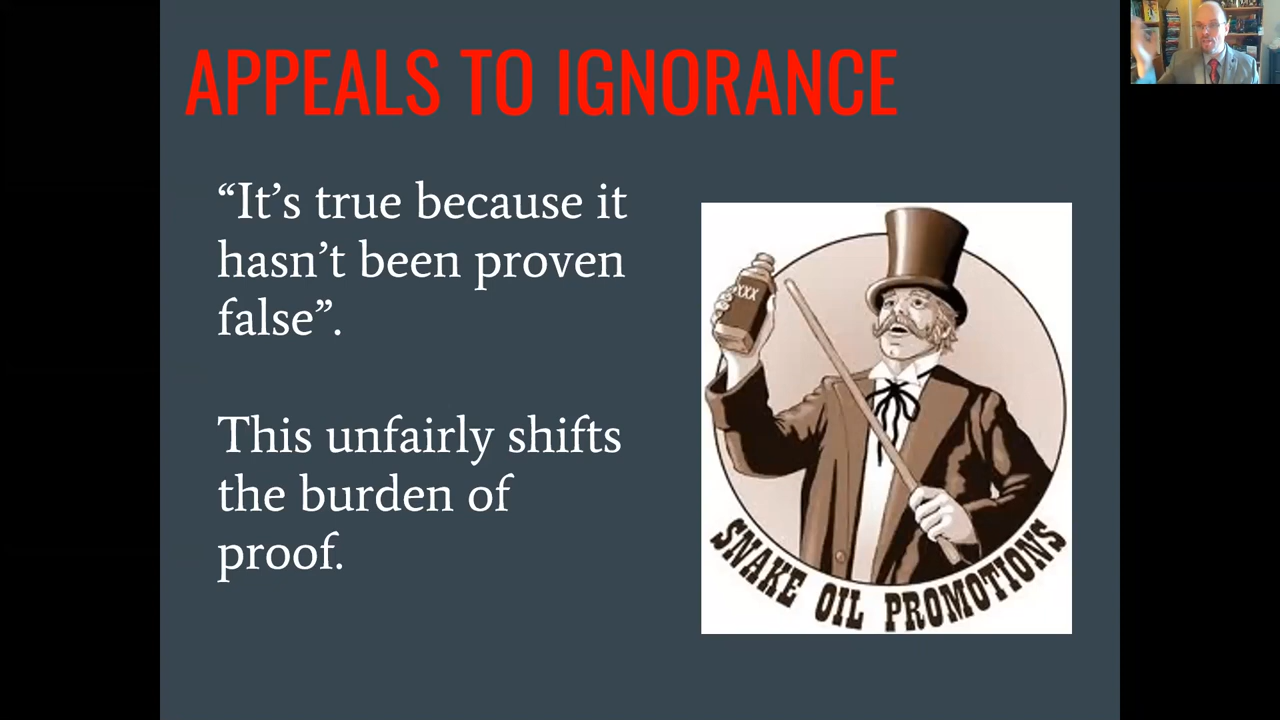 APPEALS TO IGNORANCE
“It’s true because it
hasn’t been proven
false”.
This unfairly shifts
the burden of
proof.
XXX
SNAKE OIL PROMOTIONS